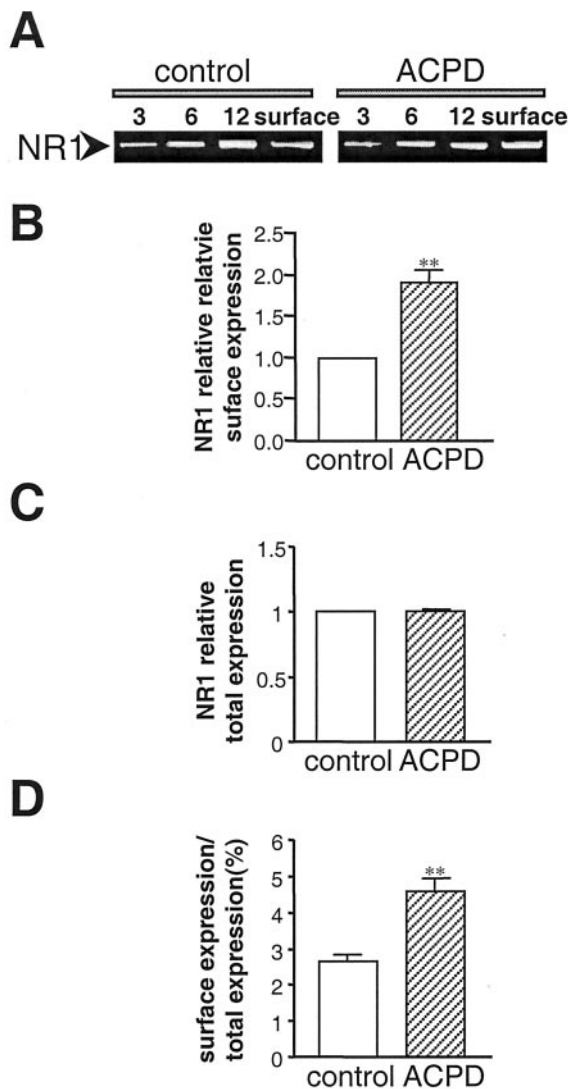 A
control ACPD
3 6 12 surface 3 6 12 surface
NR1
B
NR1 relative relatvie
suface expression
2.5
2.0
1.5
1.0
0.5
0.0
**
control ACPD
C
NR1 relative
total expression
1.5
1
0.5
0
control ACPD
D
surface expression/
total expression(%)
6
5
4
3
2
1
0
**
control ACPD